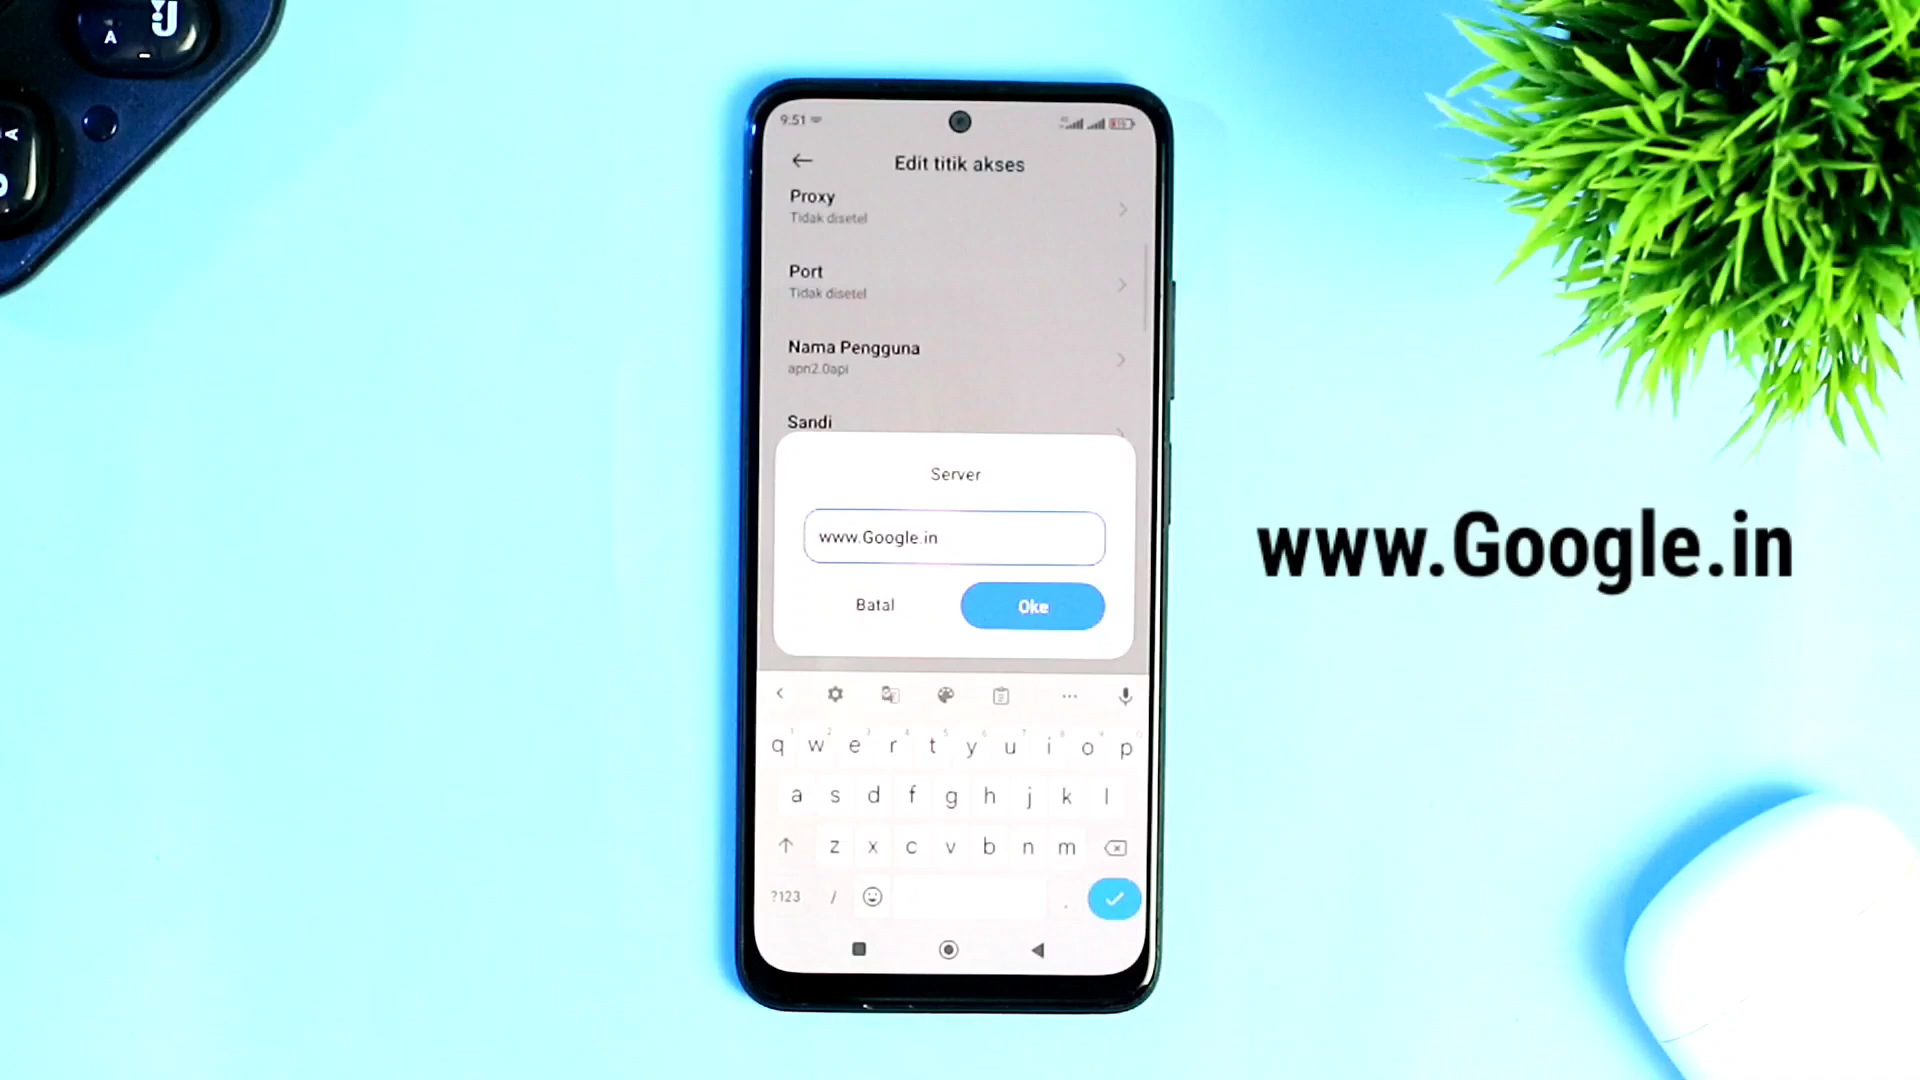 9.51
Edit titik akses
Proxy
Tidak disetel
Port
Tidak disetel
Nama Pengguna
apn2.0api
Sandi
Server
www.Google.in
Batal
Oke
www.Google.in
q w e r t y u i o p
a s d f g h j k l
z x c v b n m
?123 / .